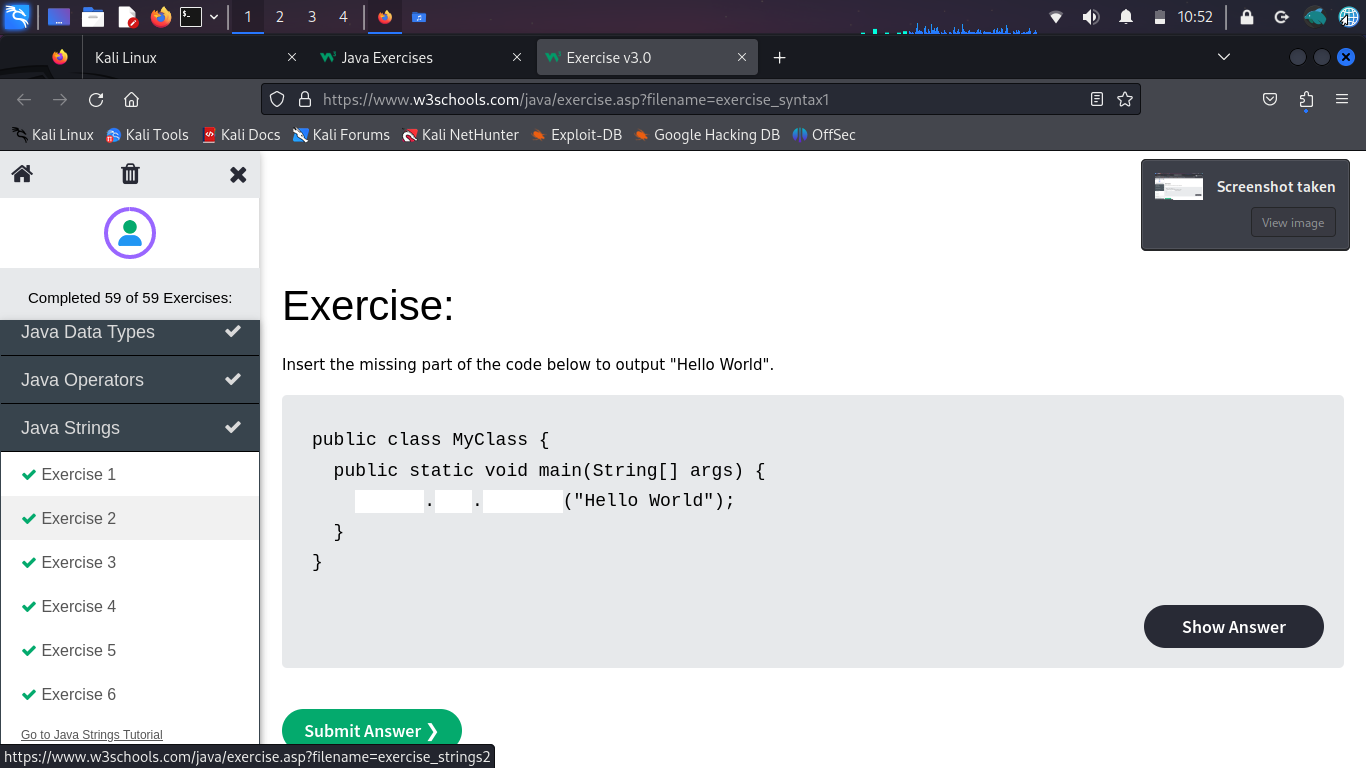 1 2 3 4 10:52
Kali Linux Java Exercises Exercise v3.0
https://www.w3schools.com/java/exercise.asp?filename=exercise_syntax1
Kali Linux Kali Tools Kali Docs Kali Forums Kali NetHunter Exploit-DB Google Hacking DB OffSec
Screenshot taken
View image
Completed 59 of 59 Exercises:
Java Data Types
Java Operators
Java Strings
Exercise 1
Exercise 2
Exercise 3
Exercise 4
Exercise 5
Exercise 6
Go to Java Strings Tutorial
Exercise:
Insert the missing part of the code below to output "Hello World".
public class MyClass {
public static void main(String[] args) {
. . ("Hello World");
}
}
Show Answer
Submit Answer ❯
https://www.w3schools.com/java/exercise.asp?filename=exercise_strings2